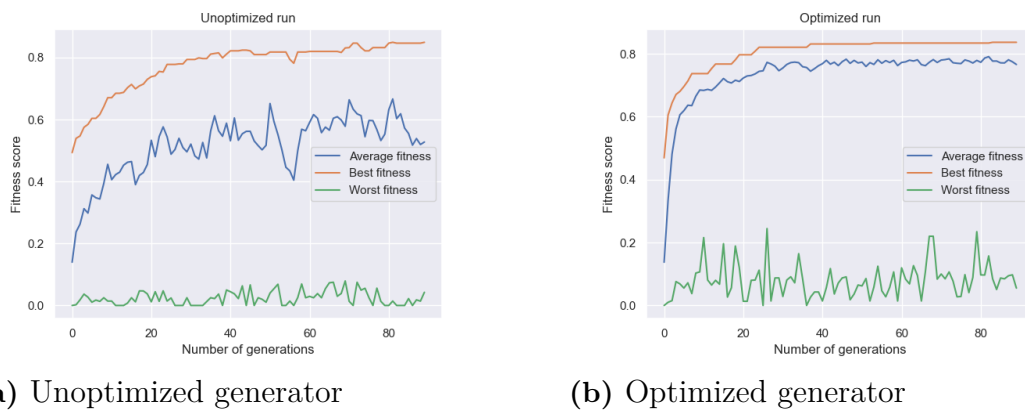 Unoptimized run
0.8
0.6
0.4
0.2
0.0
Fitness score
Average fitness
Best fitness
Worst fitness
0 20 40 60 80
Number of generations
) Unoptimized generator
Optimized run
0.8
0.6
0.4
0.2
0.0
Fitness score
Average fitness
Best fitness
Worst fitness
0 20 40 60 80
Number of generations
(b) Optimized generator